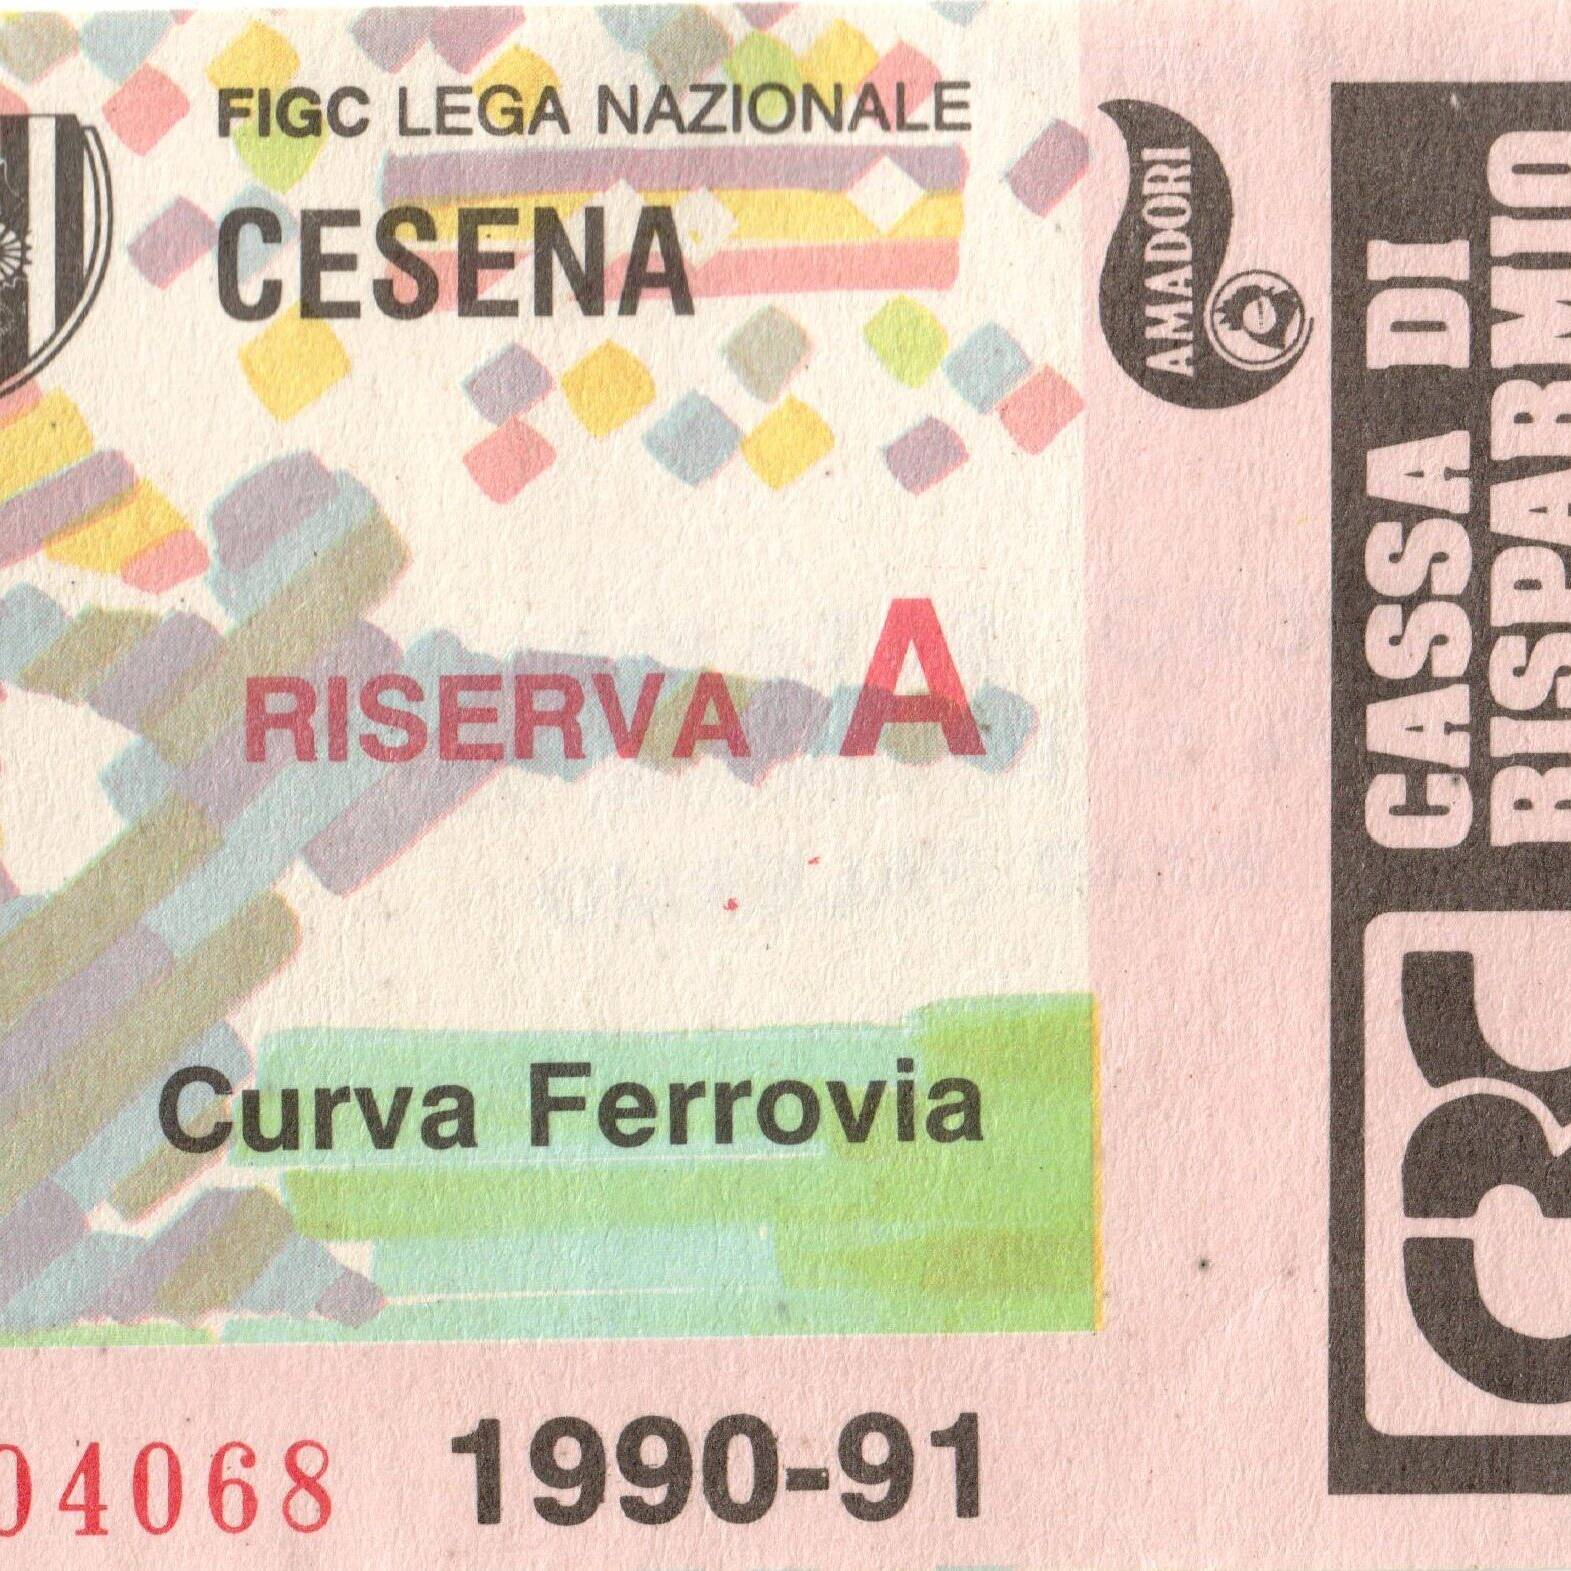 FIGC LEGA NAZIONALE
CESENA
RISERVA A
Curva Ferrovia
04068
1990-91
AMADORI
CASSA DI
RISPARMIO